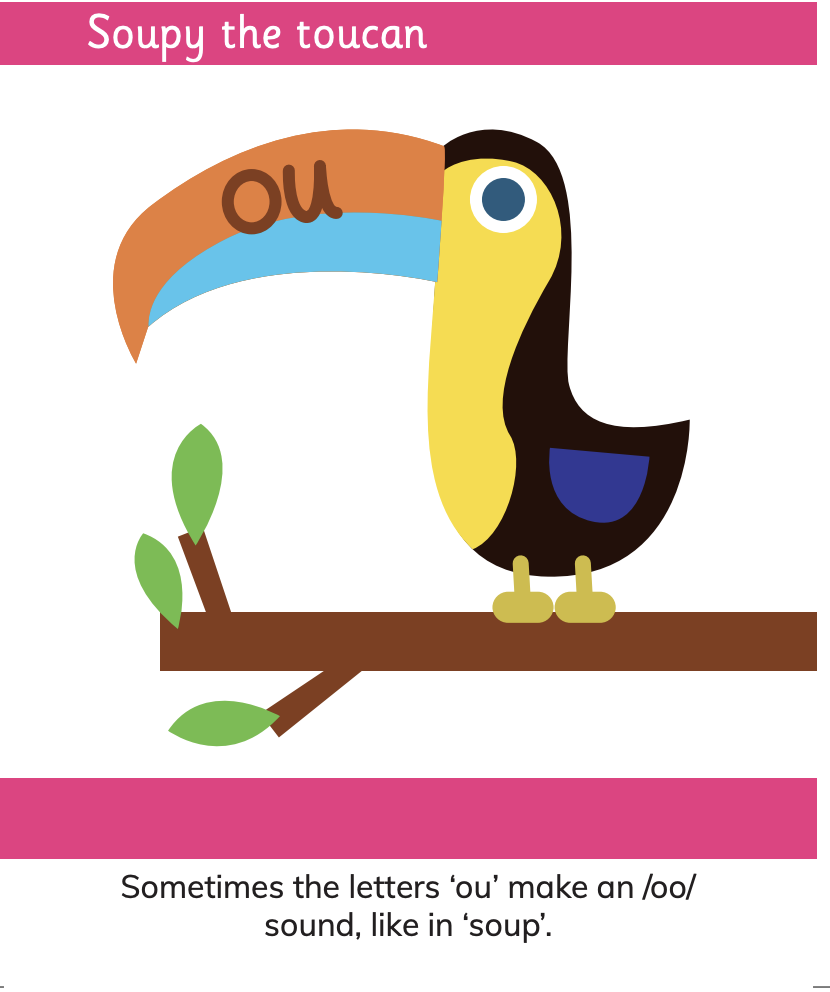 Soupy the toucan
ou
Sometimes the letters ‘ou’ make an /oo/
sound, like in ‘soup’.